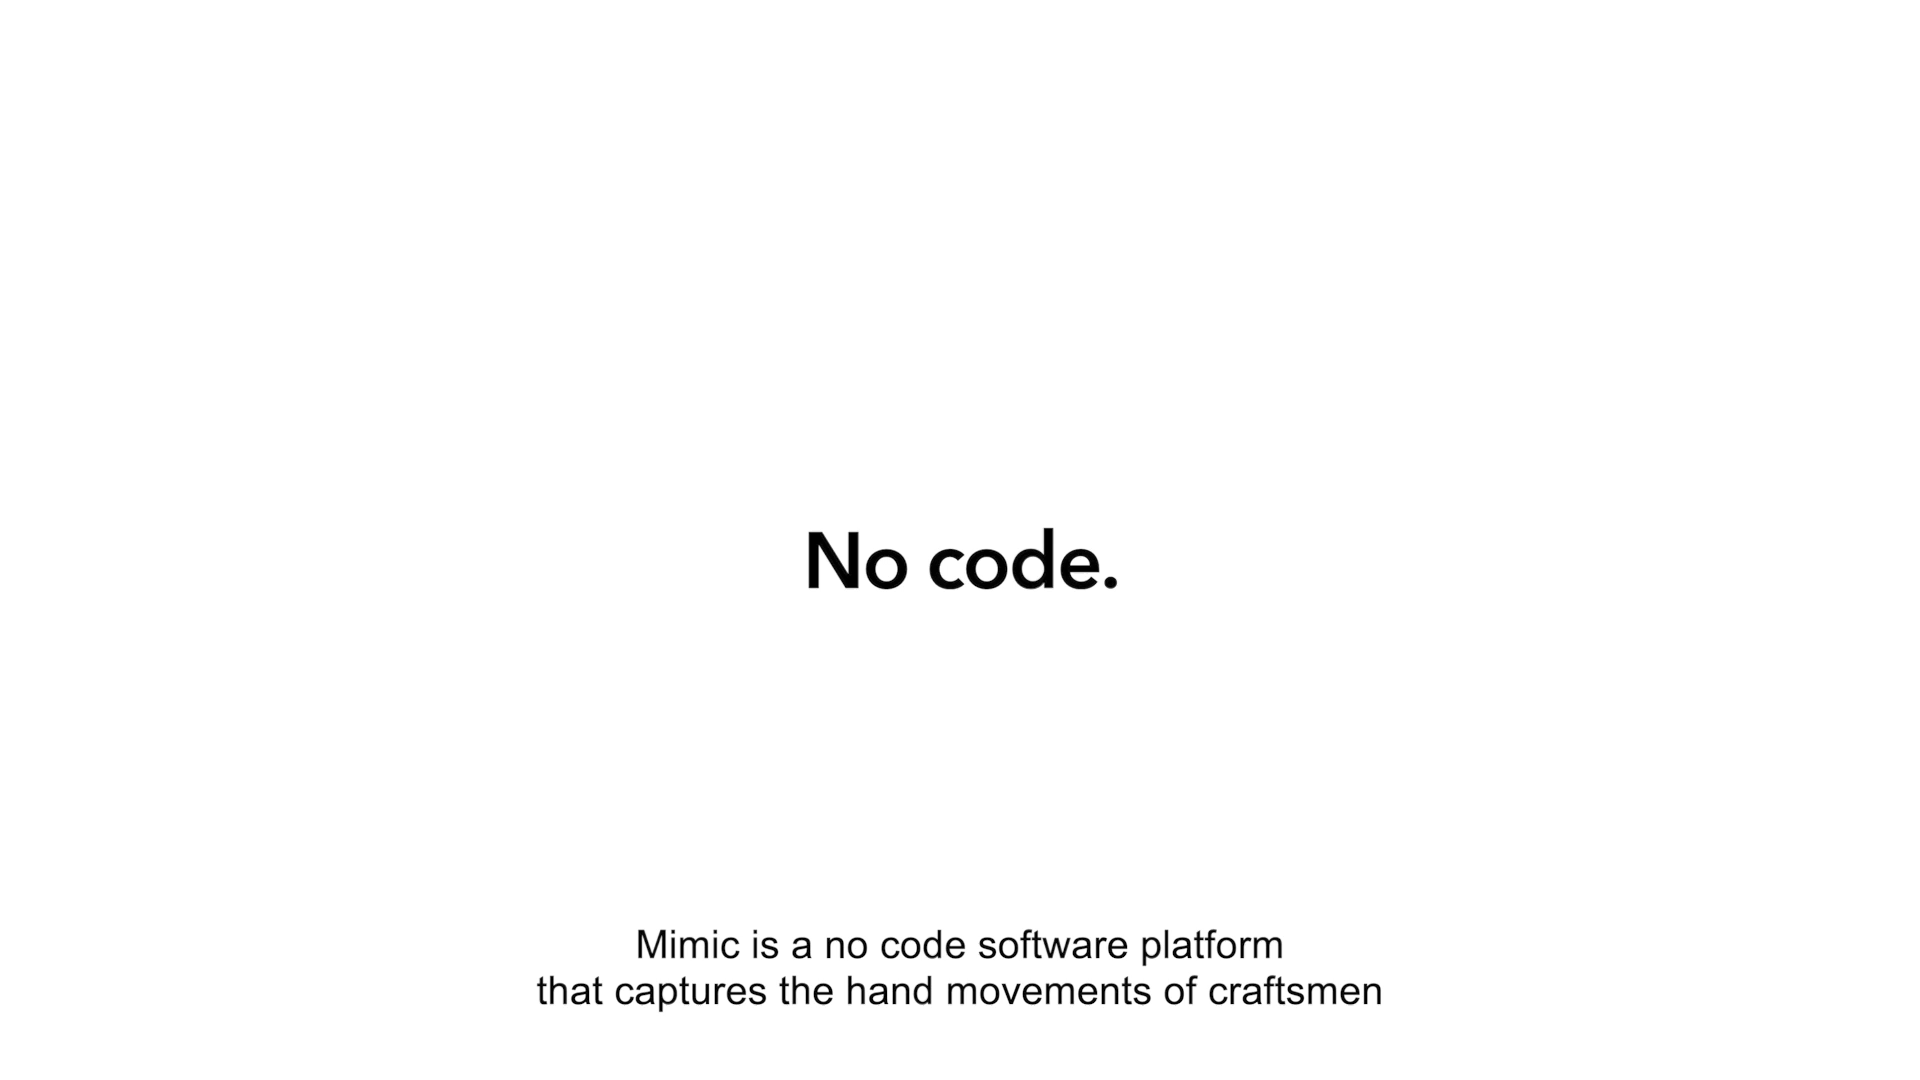 No code.
Mimic is a no code software platform
that captures the hand movements of craftsmen